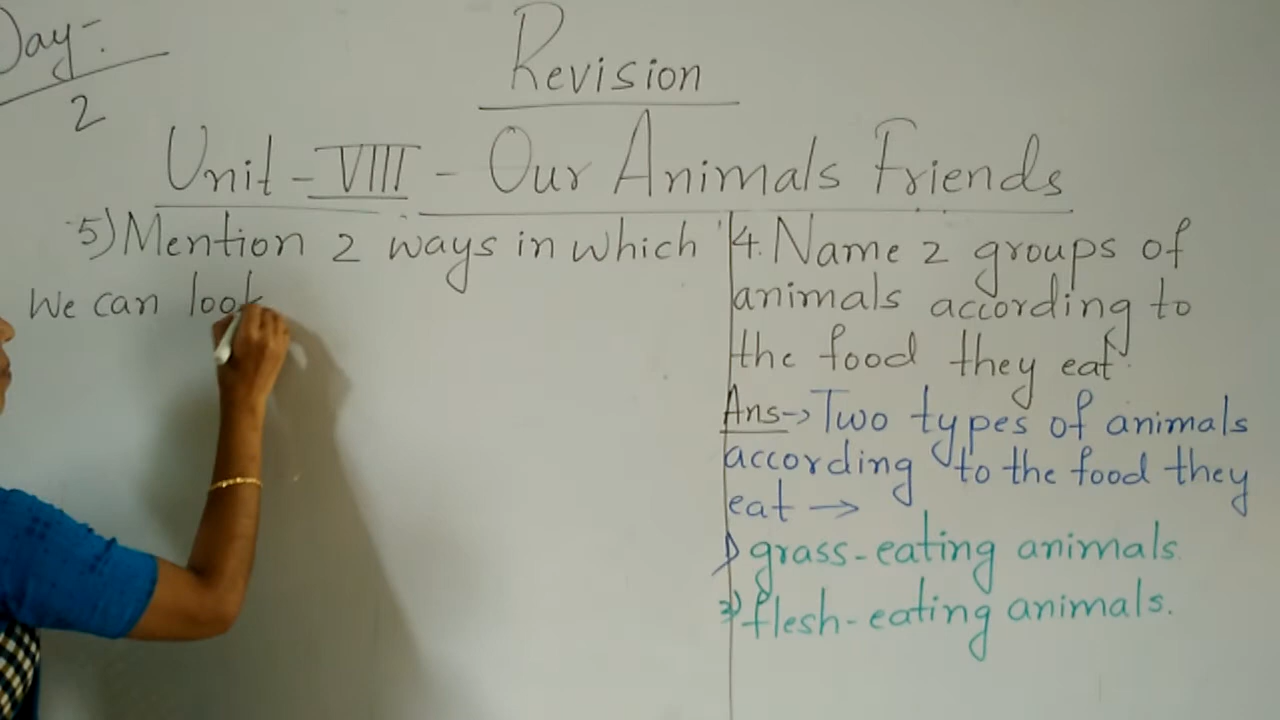 Day-:
2
Revision
Unit - VIII - Our Animals Friends
5) Mention 2 ways in which
we can look
4. Name 2 groups of
animals according to
the food they eat.
Ans-> Two types of animals
according to the food they
eat →
1) grass-eating animals.
2) flesh-eating animals.